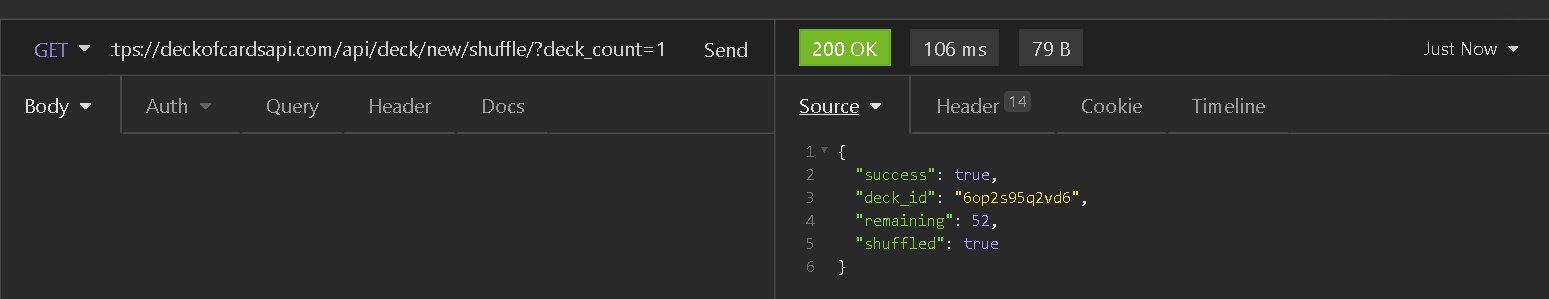 GET :tps://deckofcardsapi.com/api/deck/new/shuffle/?deck_count=1 Send 200 OK 106 ms 79 B Just Now
Body Auth Query Header Docs Source Header 14 Cookie Timeline
1 {
2 "success": true,
3 "deck_id": "6op2s95q2vd6",
4 "remaining": 52,
5 "shuffled": true
6 }